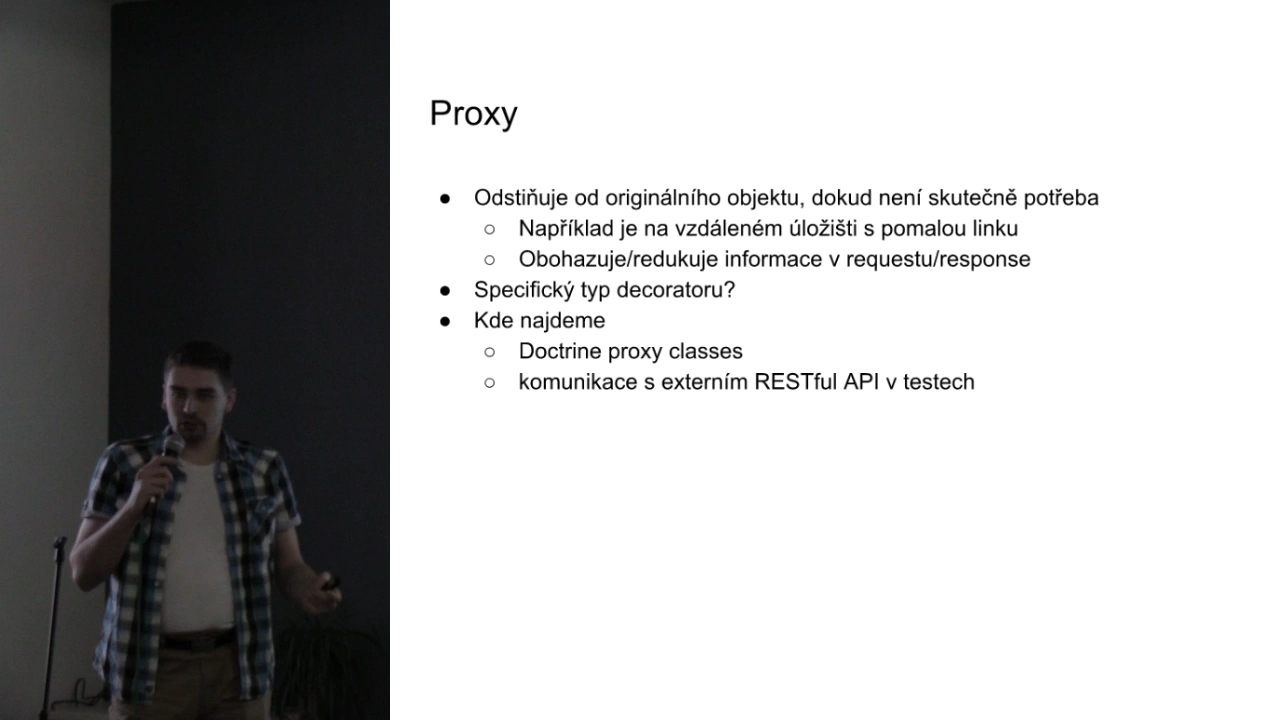 Proxy
● Odstiňuje od originálního objektu, dokud není skutečně potřeba
○ Například je na vzdáleném úložišti s pomalou linku
○ Obohazuje/redukuje informace v requestu/response
● Specifický typ decoratoru?
● Kde najdeme
○ Doctrine proxy classes
○ komunikace s externím RESTful API v testech